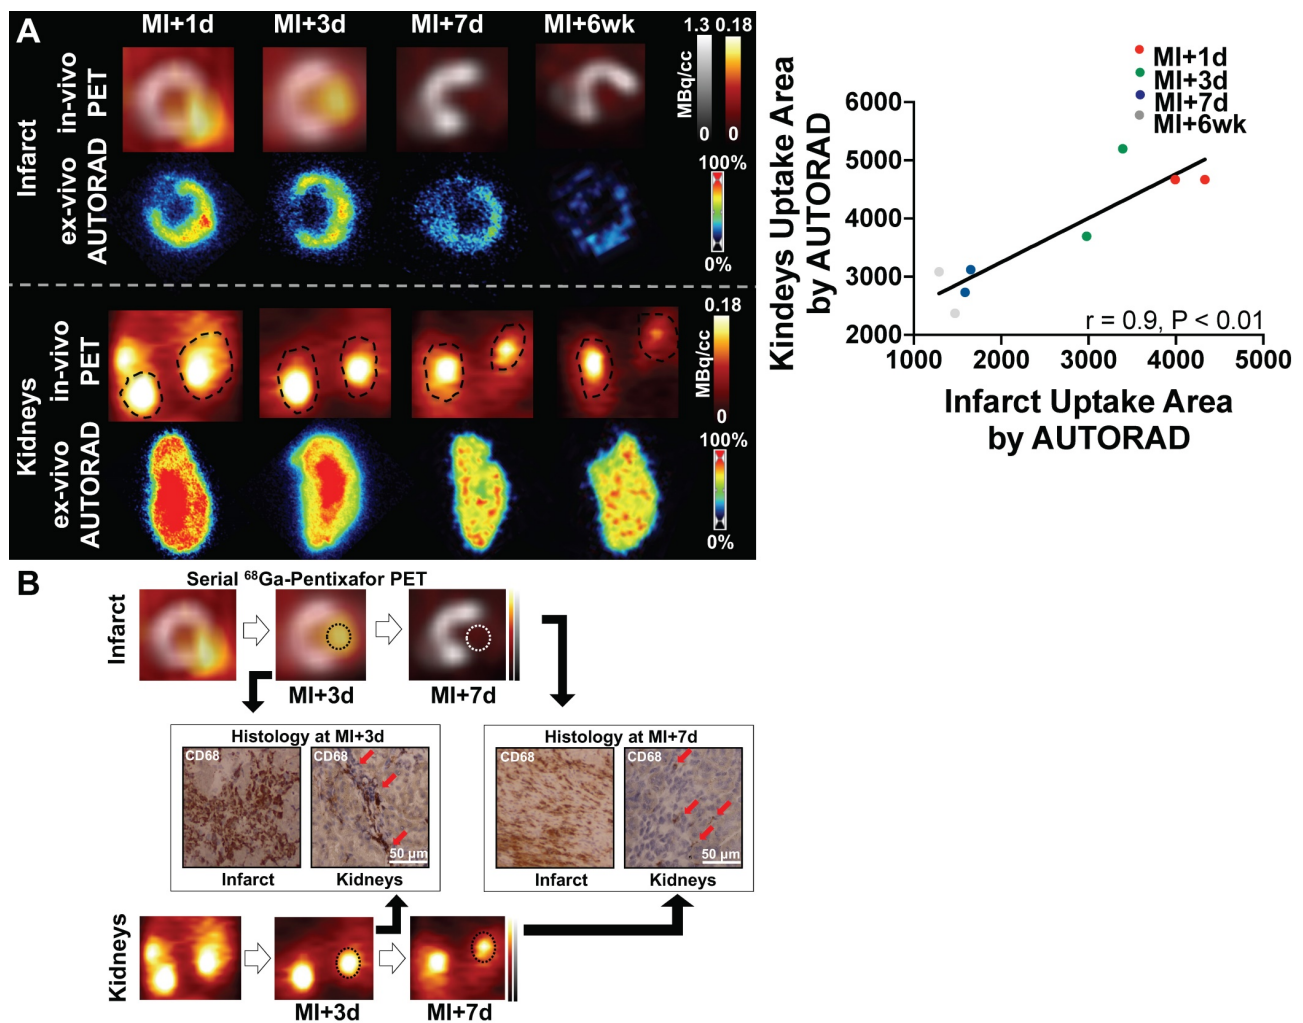 A
MI+1d
MI+3d
MI+7d
MI+6wk
Infarct
in-vivo
PET
ex-vivo
AUTORAD
1.3
0.18
MBq/cc
0
0
100%
0%
Kidneys
in-vivo
PET
ex-vivo
AUTORAD
0.18
MBq/cc
0
100%
0%
MI+1d
MI+3d
MI+7d
MI+6wk
Kindeys Uptake Area
by AUTORAD
6000
5000
4000
3000
2000
r = 0.9, P < 0.01
1000
2000
3000
4000
5000
Infarct Uptake Area
by AUTORAD
B
Serial ⁶⁸Ga-Pentixafor PET
Infarct
MI+3d
MI+7d
Histology at MI+3d
CD68
CD68
50 µm
Infarct
Kidneys
Histology at MI+7d
CD68
CD68
50 µm
Infarct
Kidneys
Kidneys
MI+3d
MI+7d